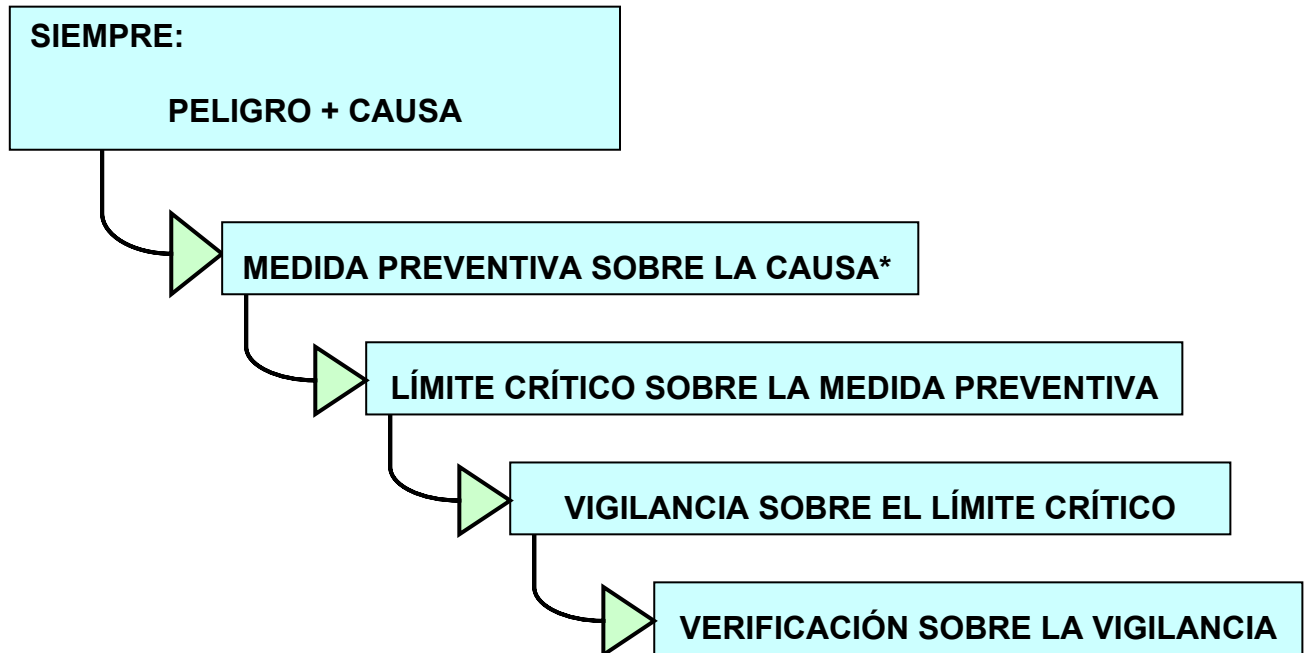 SIEMPRE:
PELIGRO + CAUSA
MEDIDA PREVENTIVA SOBRE LA CAUSA*
LÍMITE CRÍTICO SOBRE LA MEDIDA PREVENTIVA
VIGILANCIA SOBRE EL LÍMITE CRÍTICO
VERIFICACIÓN SOBRE LA VIGILANCIA